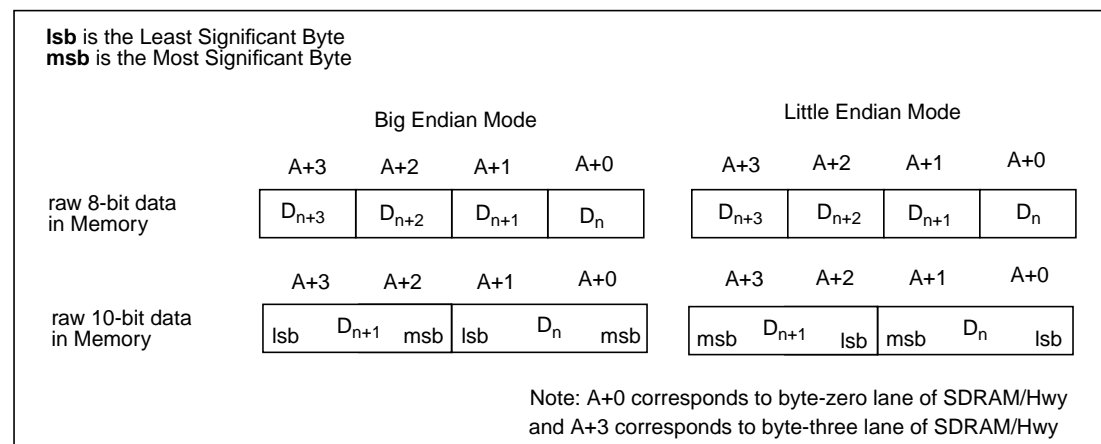 lsb is the Least Significant Byte
msb is the Most Significant Byte
Big Endian Mode
Little Endian Mode
A+3 A+2 A+1 A+0
A+3 A+2 A+1 A+0
raw 8-bit data
in Memory
Dn+3 Dn+2 Dn+1 Dn
Dn+3 Dn+2 Dn+1 Dn
A+3 A+2 A+1 A+0
A+3 A+2 A+1 A+0
raw 10-bit data
in Memory
lsb Dn+1 msb lsb Dn msb
msb Dn+1 lsb msb Dn lsb
Note: A+0 corresponds to byte-zero lane of SDRAM/Hwy
and A+3 corresponds to byte-three lane of SDRAM/Hwy